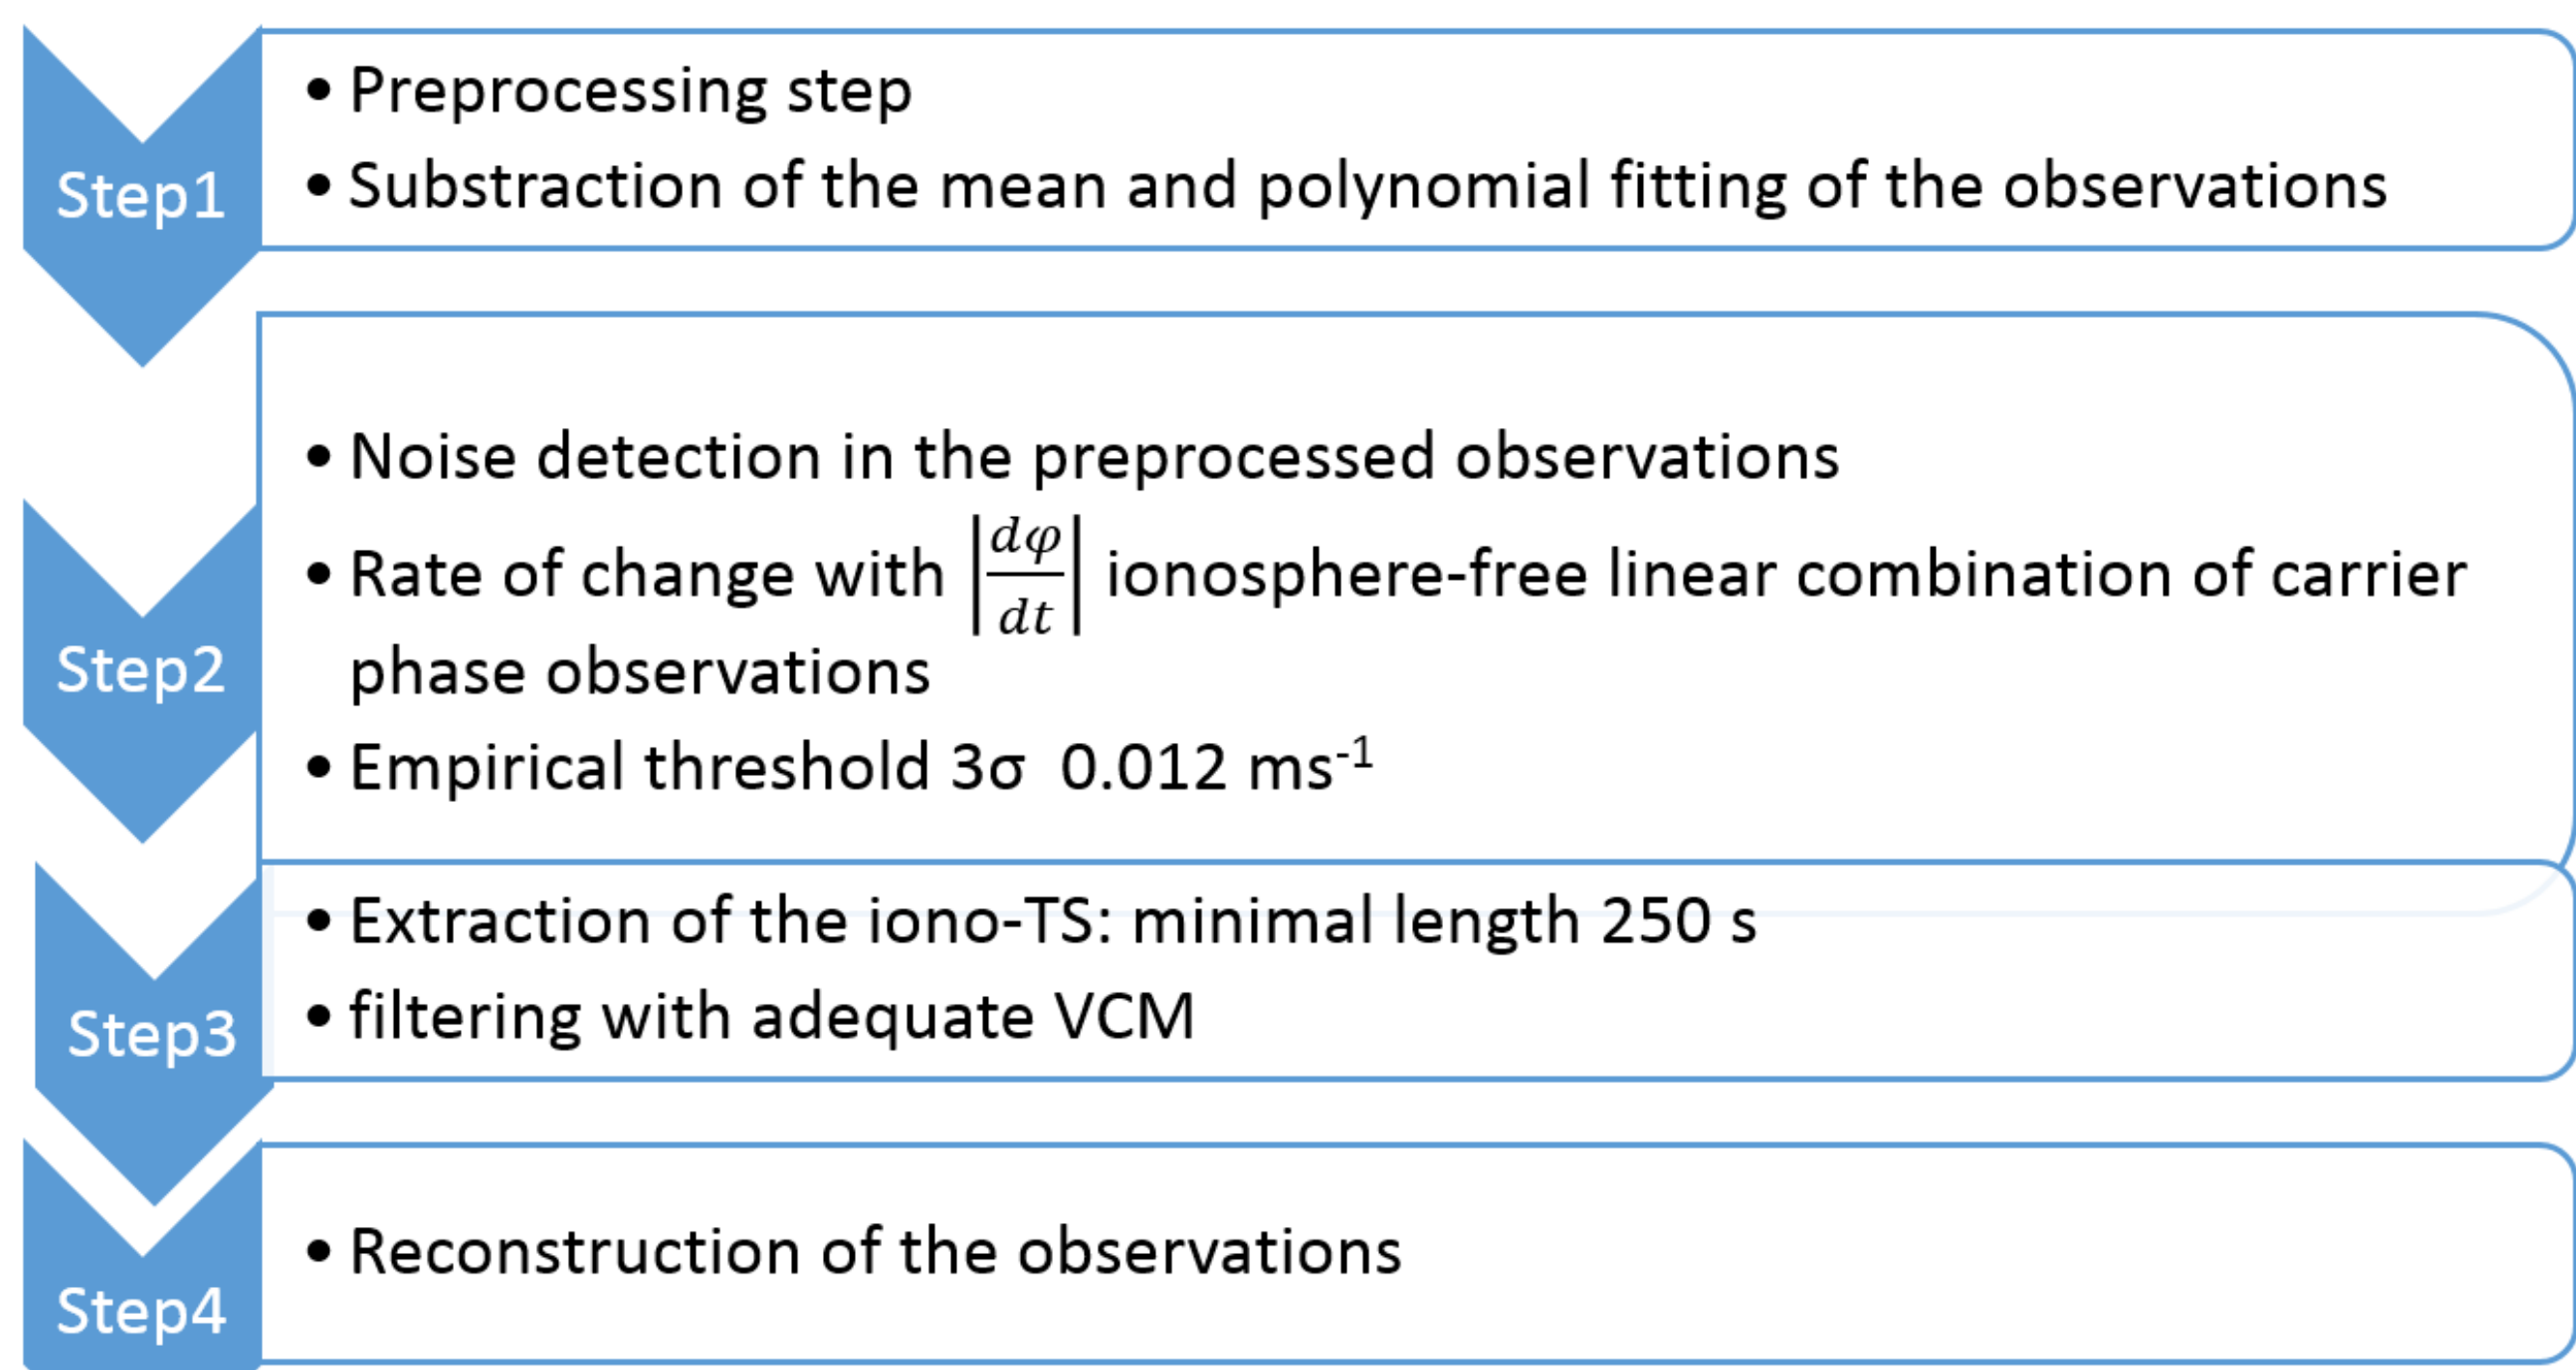 Step1
• Preprocessing step
• Substraction of the mean and polynomial fitting of the observations
Step2
• Noise detection in the preprocessed observations
• Rate of change with |dφ/dt| ionosphere-free linear combination of carrier
phase observations
• Empirical threshold 3σ  0.012 ms⁻¹
Step3
• Extraction of the iono-TS: minimal length 250 s
• filtering with adequate VCM
Step4
• Reconstruction of the observations